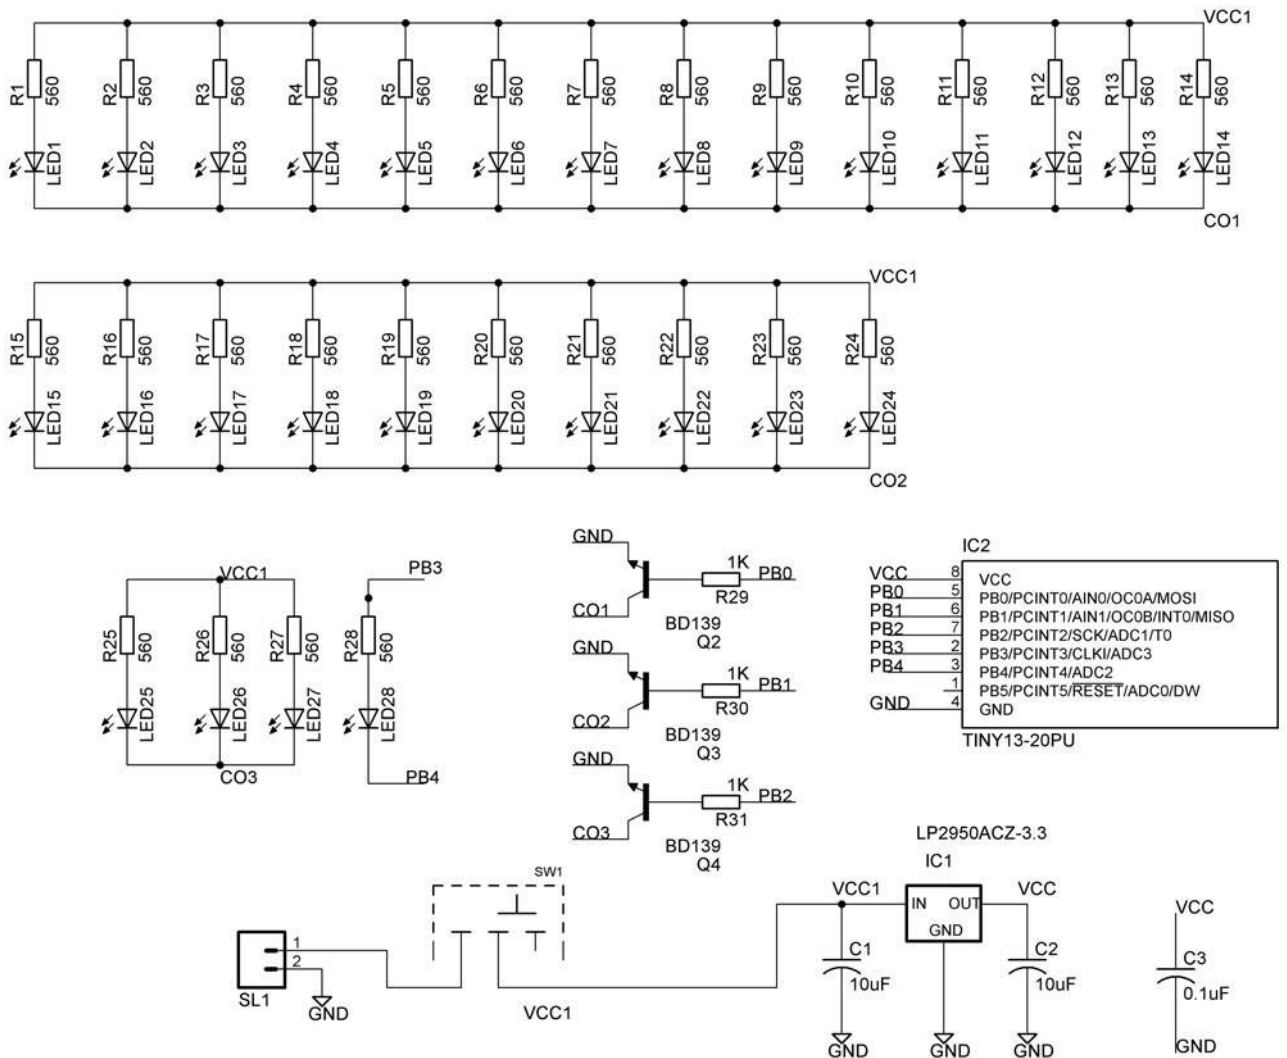 VCC1
R1 560 R2 560 R3 560 R4 560 R5 560 R6 560 R7 560 R8 560 R9 560 R10 560 R11 560 R12 560 R13 560 R14 560
LED1 LED2 LED3 LED4 LED5 LED6 LED7 LED8 LED9 LED10 LED11 LED12 LED13 LED14
CO1
VCC1
R15 560 R16 560 R17 560 R18 560 R19 560 R20 560 R21 560 R22 560 R23 560 R24 560
LED15 LED16 LED17 LED18 LED19 LED20 LED21 LED22 LED23 LED24
CO2
VCC1 PB3
R25 560 R26 560 R27 560 R28 560
LED25 LED26 LED27 LED28
CO3 PB4
GND
1K
PB0
R29
CO1
BD139
Q2
GND
1K
PB1
R30
CO2
BD139
Q3
GND
1K
PB2
R31
CO3
BD139
Q4
IC2
VCC 8 VCC
PB0 5 PB0/PCINT0/AIN0/OC0A/MOSI
PB1 6 PB1/PCINT1/AIN1/OC0B/INT0/MISO
PB2 7 PB2/PCINT2/SCK/ADC1/T0
PB3 2 PB3/PCINT3/CLKI/ADC3
PB4 3 PB4/PCINT4/ADC2
1 PB5/PCINT5/RESET/ADC0/DW
GND 4 GND
TINY13-20PU
SW1
1
2
SL1
GND
VCC1
LP2950ACZ-3.3
IC1
VCC1 VCC
IN OUT
GND
C1
10uF
C2
10uF
GND GND GND
VCC
C3
0.1uF
GND